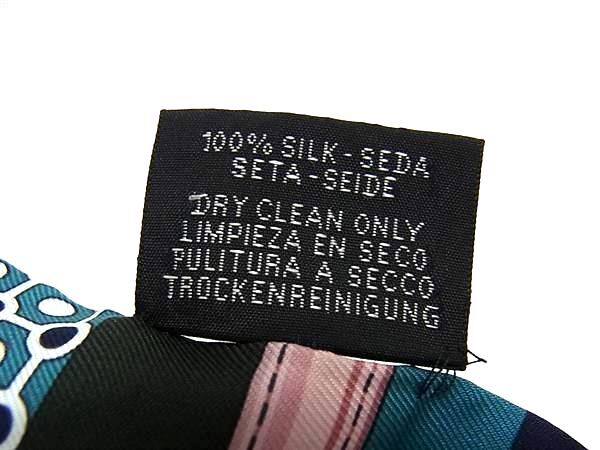 100% SILK-SEDA
SETA-SEIDE
DRY CLEAN ONLY
LIMPIEZA EN SECO
PULITURA A SECCO
TROCKENREINIGUNG